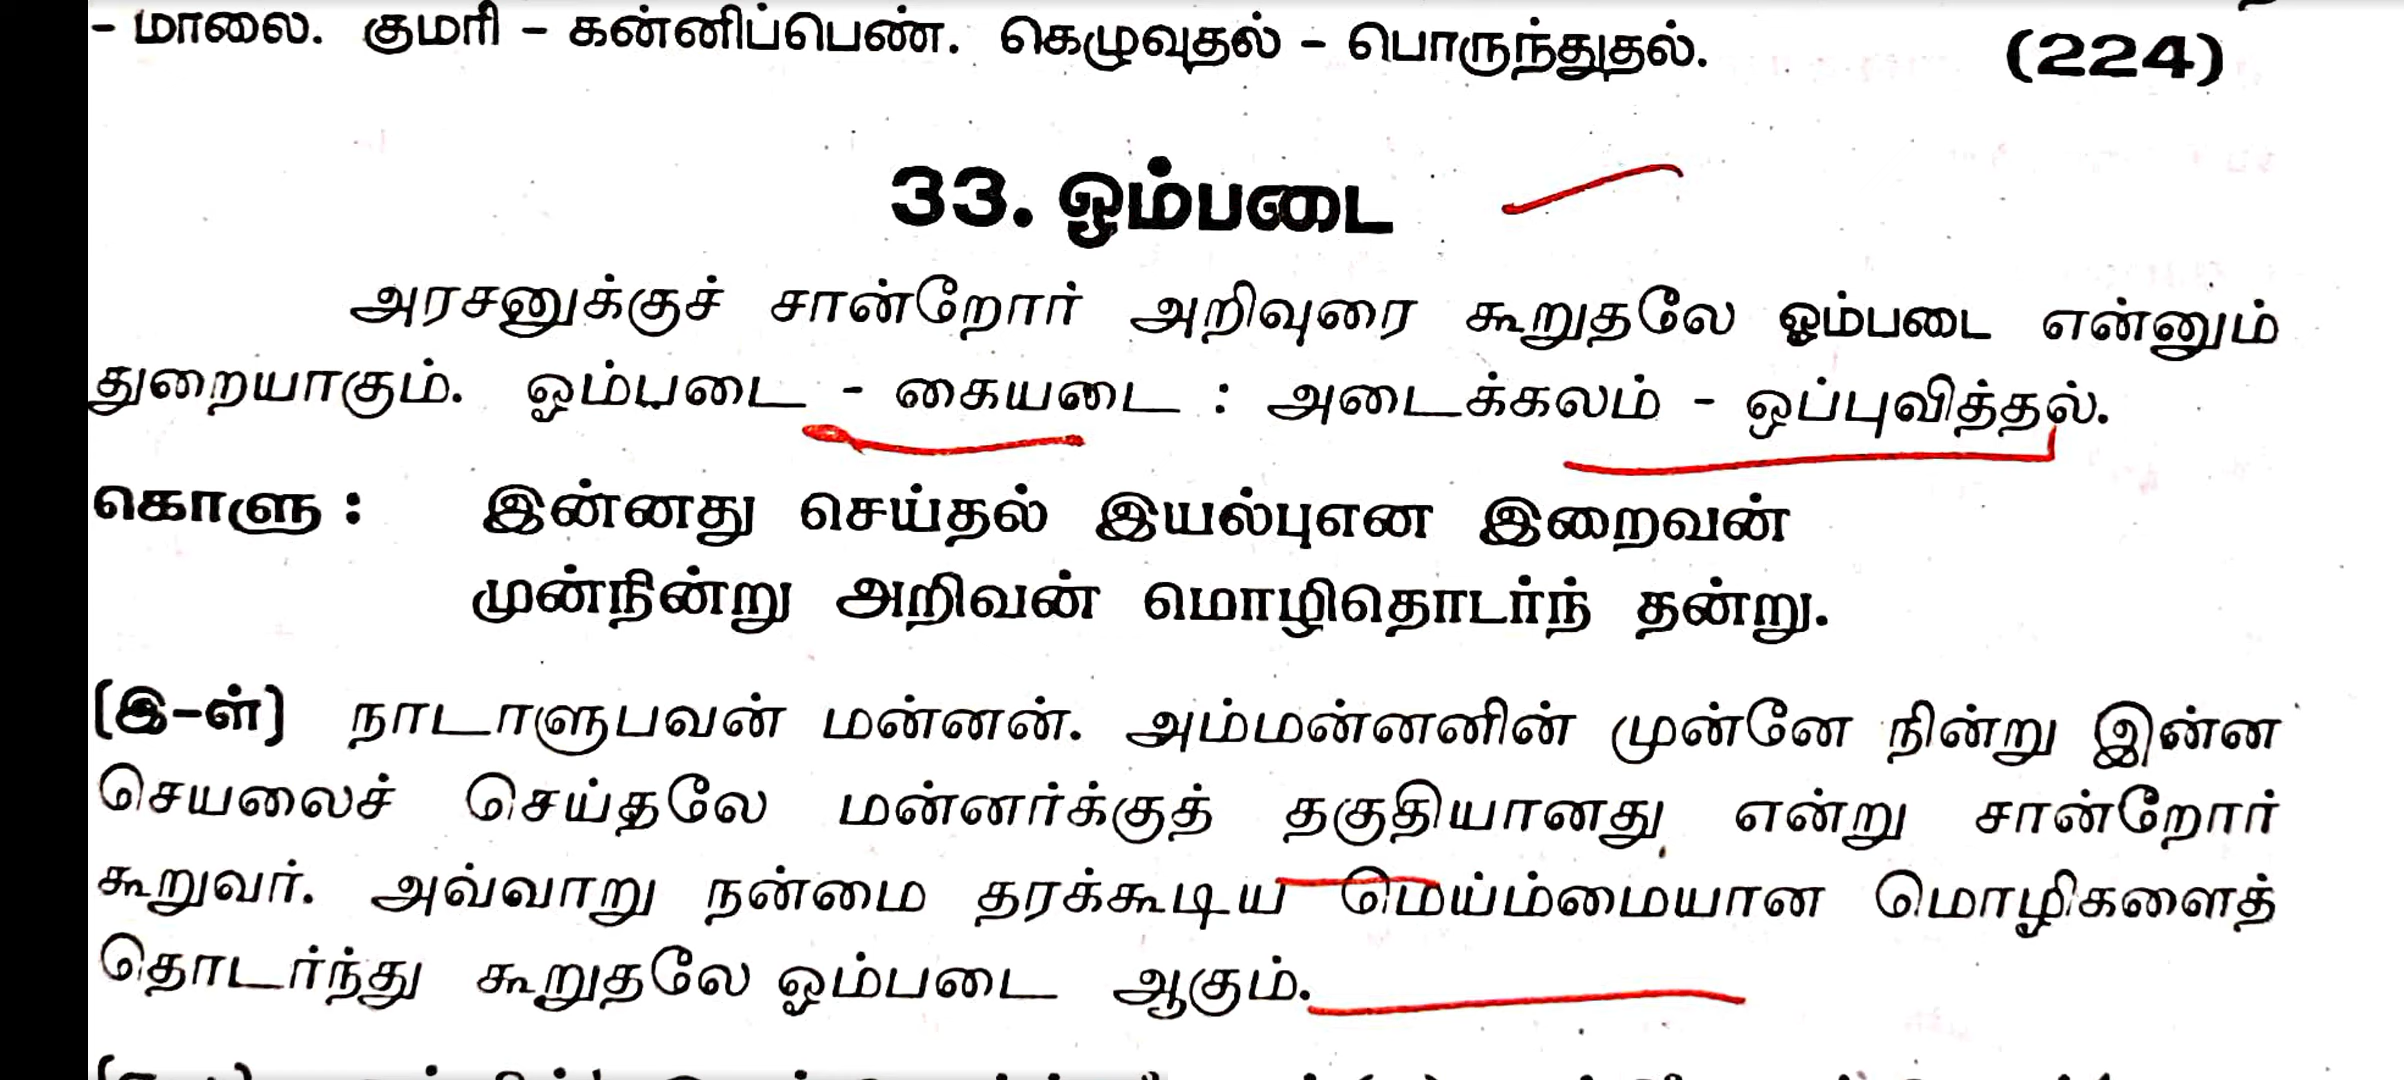 - மாலை. குமரி - கன்னிப்பெண். கெழுவுதல் - பொருந்துதல். (224)
33. ஓம்படை
அரசனுக்குச் சான்றோர் அறிவுரை கூறுதலே ஓம்படை என்னும்
துறையாகும். ஓம்படை - கையடை : அடைக்கலம் - ஒப்புவித்தல்.
கொளு : இன்னது செய்தல் இயல்புஎன இறைவன்
முன்நின்று அறிவன் மொழிதொடர்ந் தன்று.
(இ-ள்) நாடாளுபவன் மன்னன். அம்மன்னனின் முன்னே நின்று இன்ன
செயலைச் செய்தலே மன்னர்க்குத் தகுதியானது என்று சான்றோர்
கூறுவர். அவ்வாறு நன்மை தரக்கூடிய மெய்ம்மையான மொழிகளைத்
தொடர்ந்து கூறுதலே ஓம்படை ஆகும்.